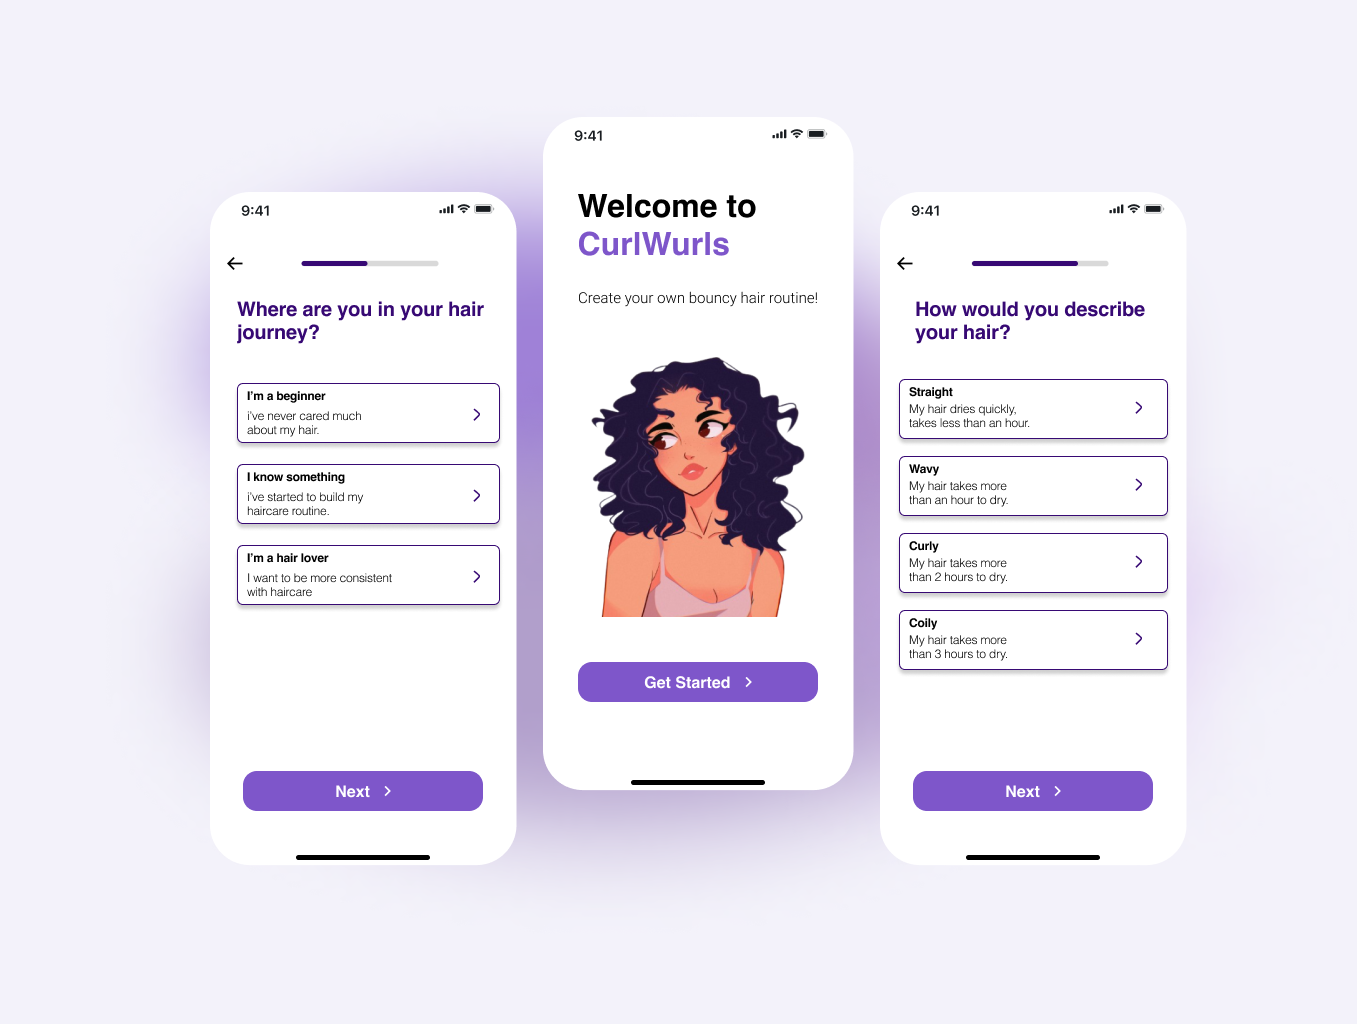 9:41
Where are you in your hair
journey?
I'm a beginner
i've never cared much
about my hair.
I know something
i've started to build my
haircare routine.
I'm a hair lover
I want to be more consistent
with haircare
Next
9:41
Welcome to
CurlWurls
Create your own bouncy hair routine!
Get Started
9:41
How would you describe
your hair?
Straight
My hair dries quickly,
takes less than an hour.
Wavy
My hair takes more
than an hour to dry.
Curly
My hair takes more
than 2 hours to dry.
Coily
My hair takes more
than 3 hours to dry.
Next